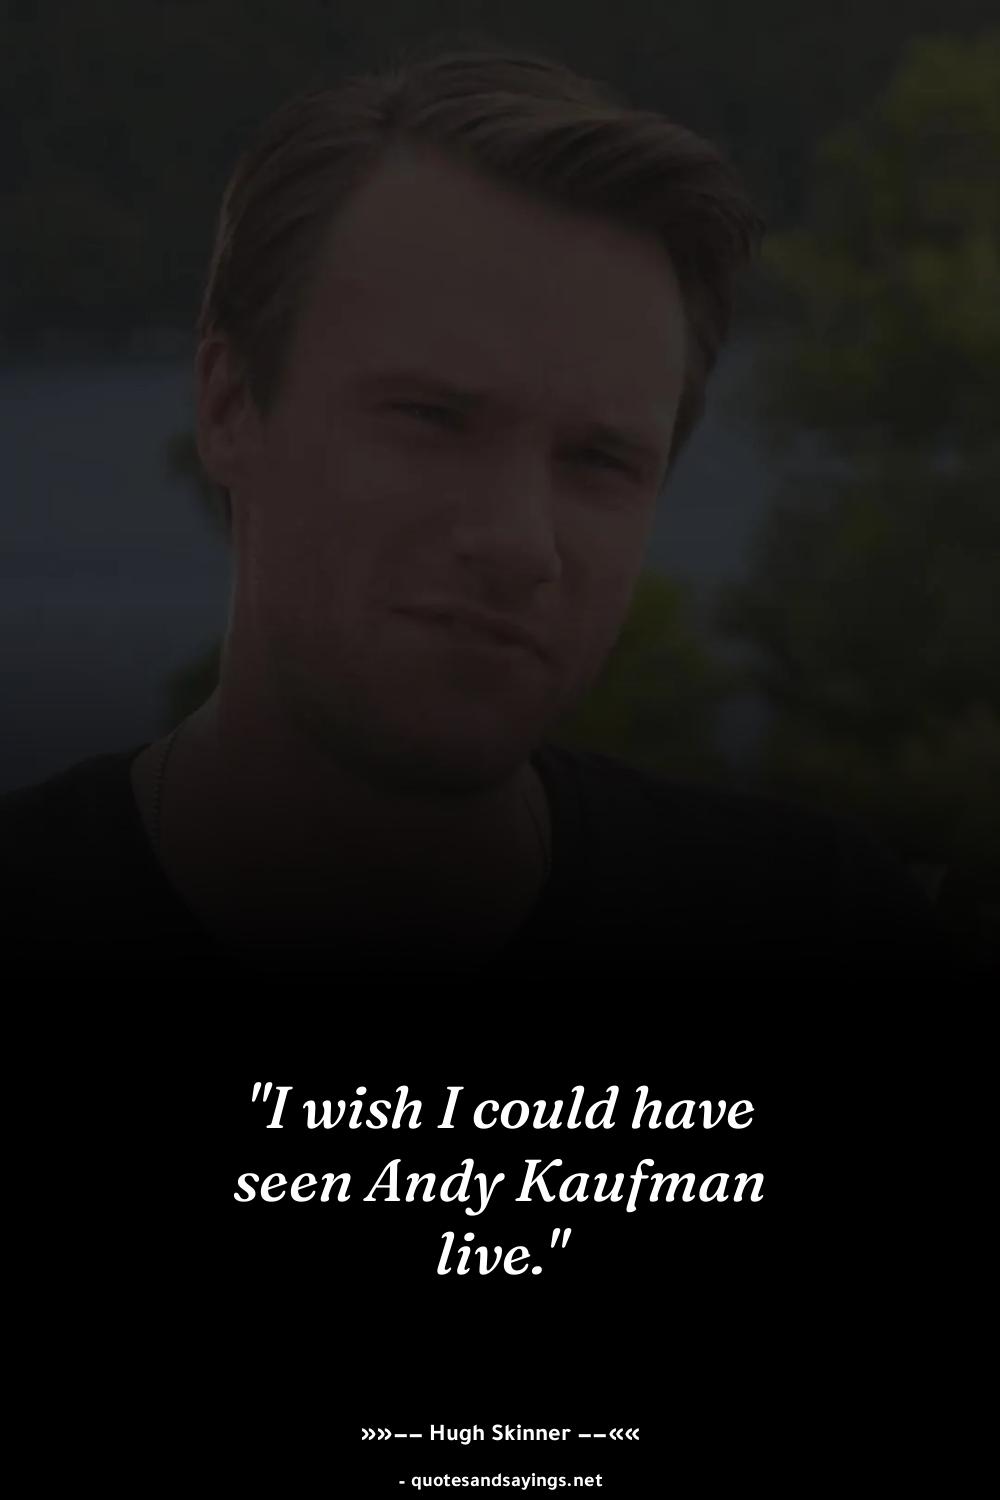 "I wish I could have
seen Andy Kaufman
live."
»»−− Hugh Skinner −−««
- quotesandsayings.net